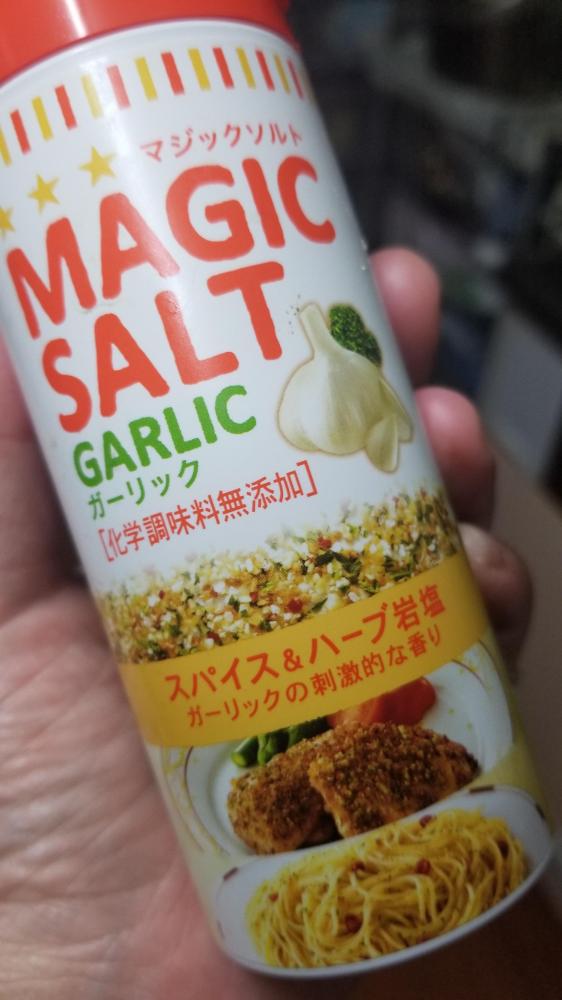 マジックソルト
MAGIC
SALT
GARLIC
ガーリック
[化学調味料無添加]
スパイス&ハーブ岩塩
ガーリックの刺激的な香り